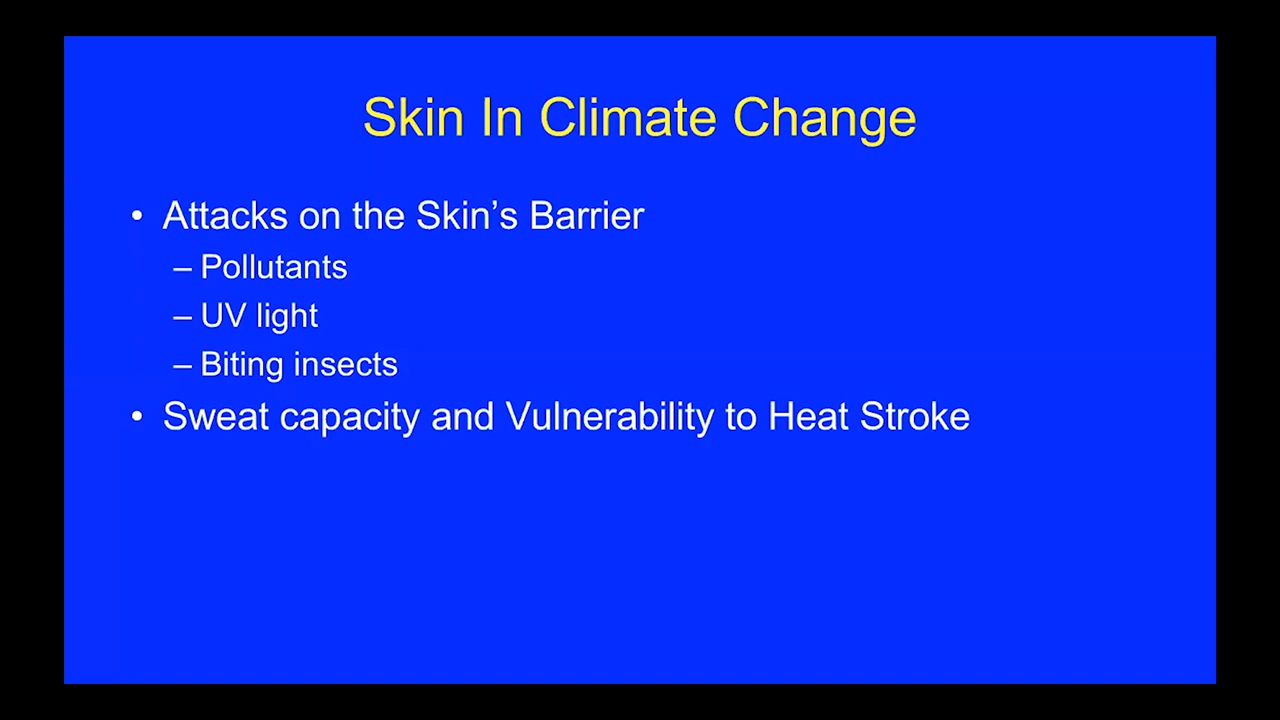 Skin In Climate Change
• Attacks on the Skin’s Barrier
– Pollutants
– UV light
– Biting insects
• Sweat capacity and Vulnerability to Heat Stroke